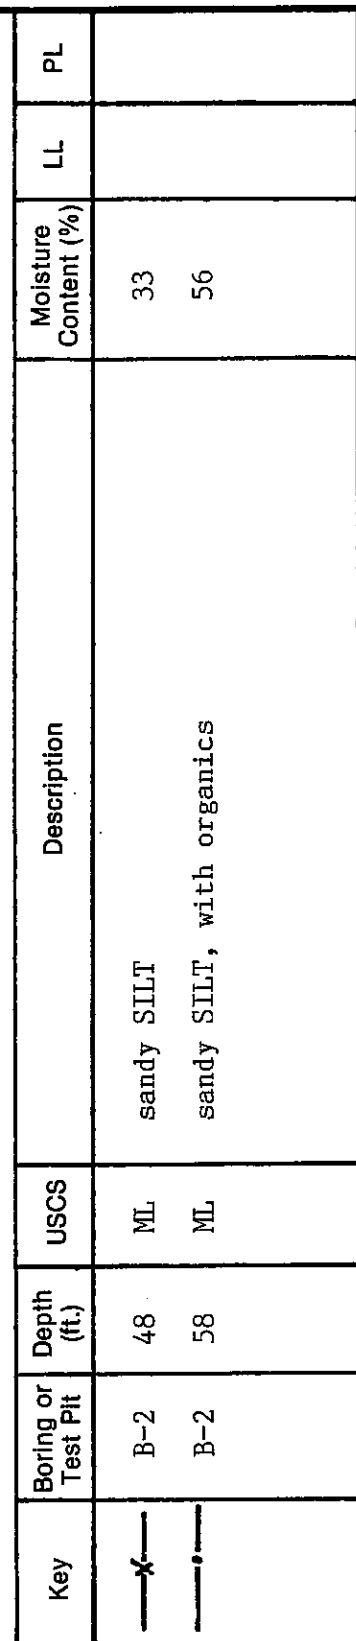 Key Boring or Test Pit Depth (ft.) USCS Description Moisture Content (%) LL PL
B-2 48 ML sandy SILT 33
B-2 58 ML sandy SILT, with organics 56